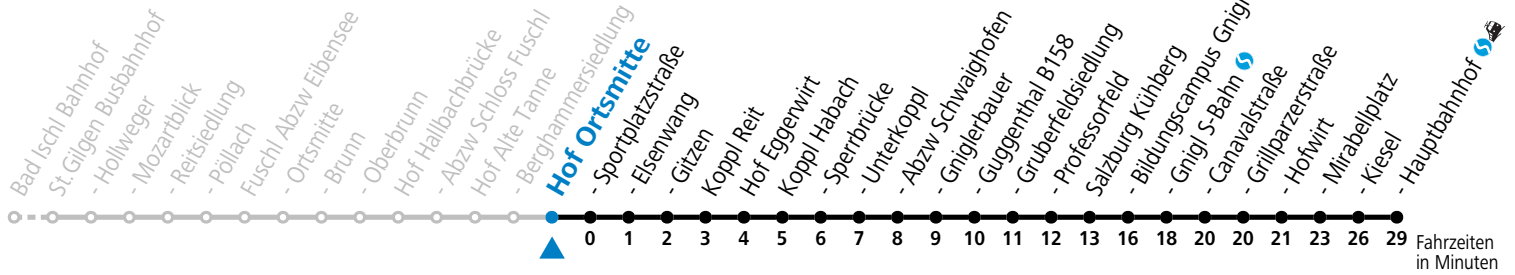 Bad Ischl Bahnhof
St.Gilgen Busbahnhof
- Hollweger
- Mozartblick
- Reitsiedlung
- Pöllach
Fuschl Abzw Eibensee
- Ortsmitte
- Brunn
- Oberbrunn
Hof Hallbachbrücke
- Abzw Schloss Fuschl
Hof Alte Tanne
- Berghammersiedlung
Hof Ortsmitte
- Sportplatzstraße
- Elsenwang
- Gitzen
Koppl Reit
Hof Eggerwirt
Koppl Habach
- Sperrbrücke
- Unterkoppl
- Abzw Schwaighofen
- Gniglerbauer
- Guggenthal B158
- Gruberfeldsiedlung
- Professorfeld
Salzburg Kühberg
- Bildungscampus Gnigl
- Gnigl S-Bahn
- Canavalstraße
- Grillparzerstraße
- Hofwirt
- Mirabellplatz
- Kiesel
- Hauptbahnhof
0 1 2 3 4 5 6 7 8 9 10 11 12 13 16 18 20 20 21 23 26 29 Fahrzeiten
in Minuten